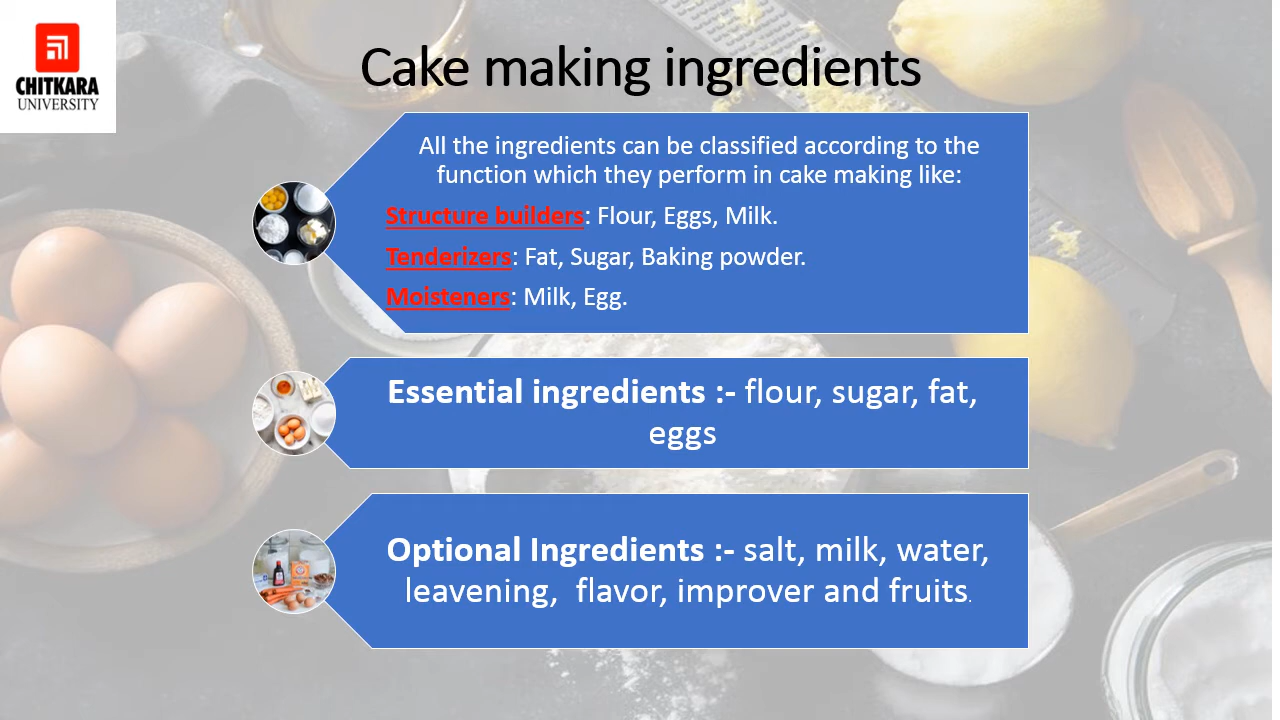 CHITKARA
UNIVERSITY
Cake making ingredients
All the ingredients can be classified according to the
function which they perform in cake making like:
Structure builders: Flour, Eggs, Milk.
Tenderizers: Fat, Sugar, Baking powder.
Moisteners: Milk, Egg.
Essential ingredients :- flour, sugar, fat,
eggs
Optional Ingredients :- salt, milk, water,
leavening,  flavor, improver and fruits.